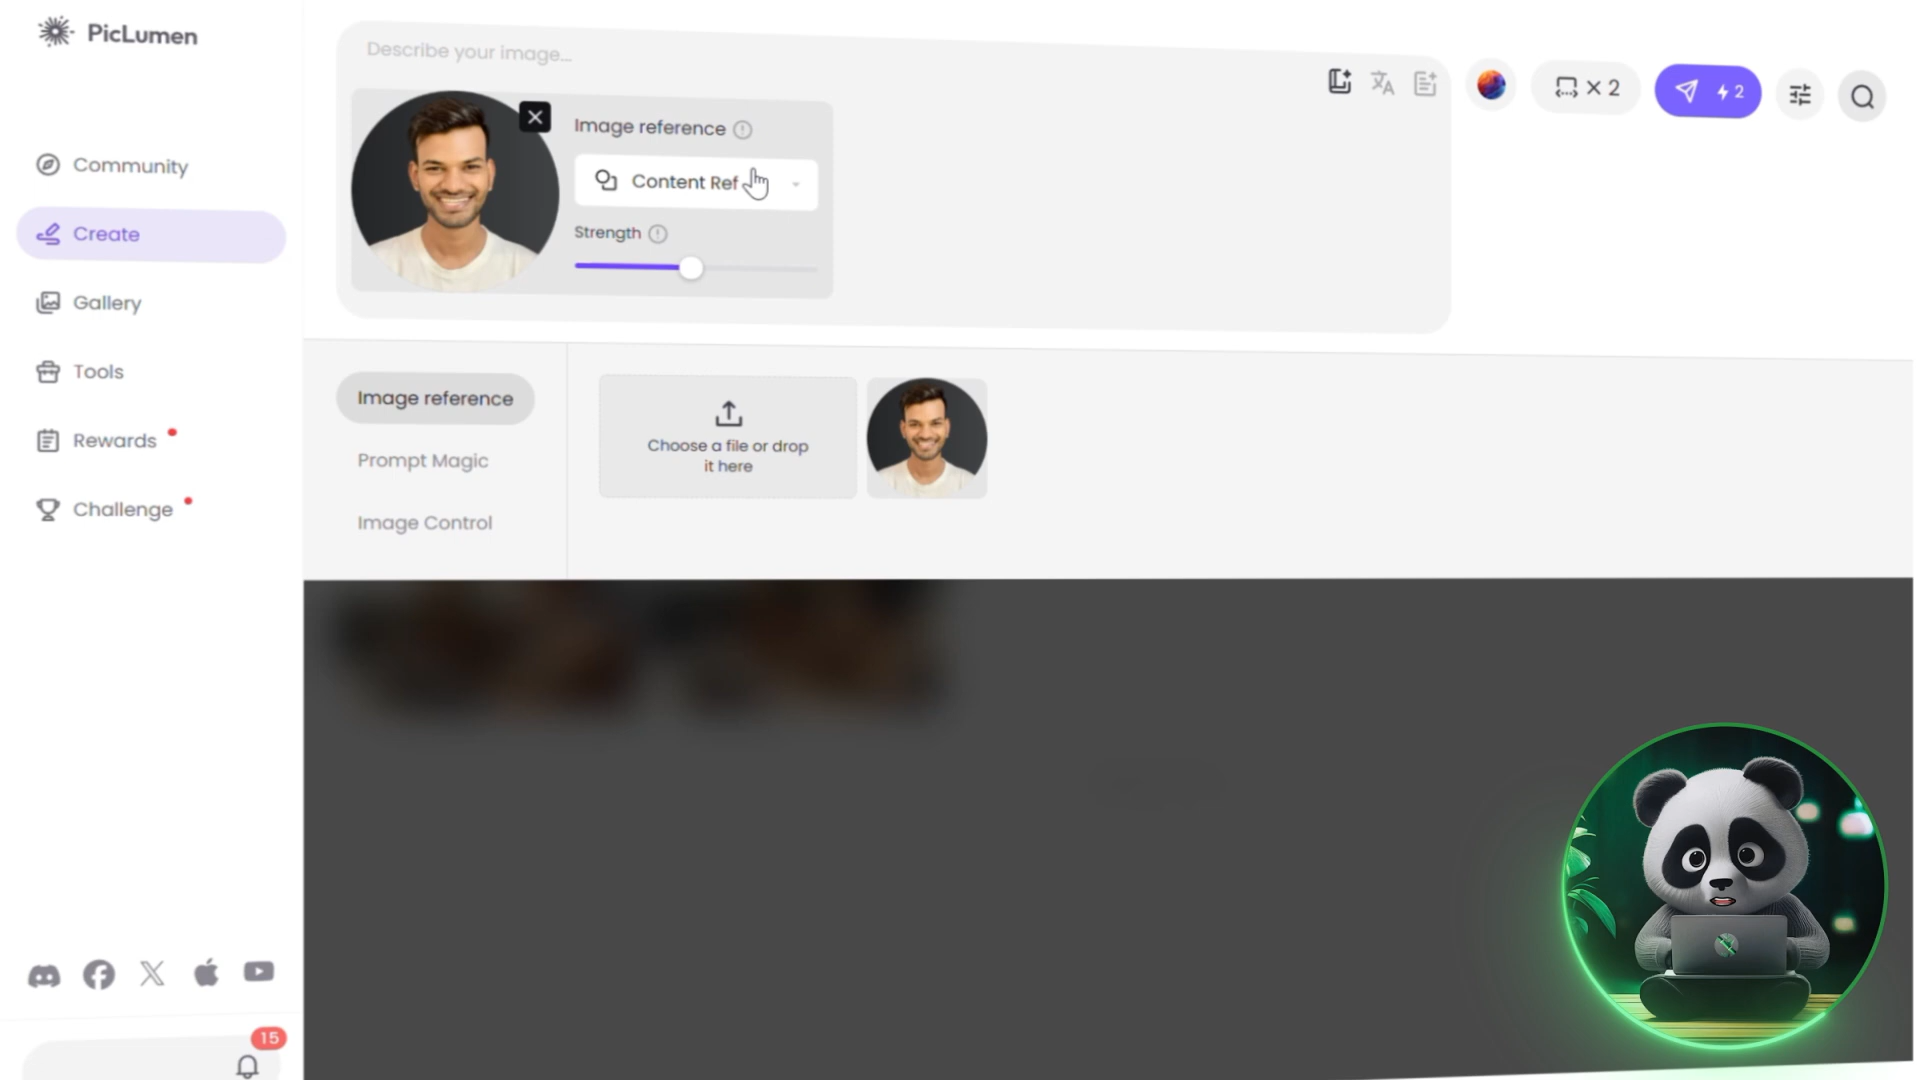 PicLumen
Describe your image...
× 2
2
Image reference
Content Ref
Strength
Community
Create
Gallery
Tools
Rewards
Challenge
Image reference
Prompt Magic
Image Control
Choose a file or drop
it here
15